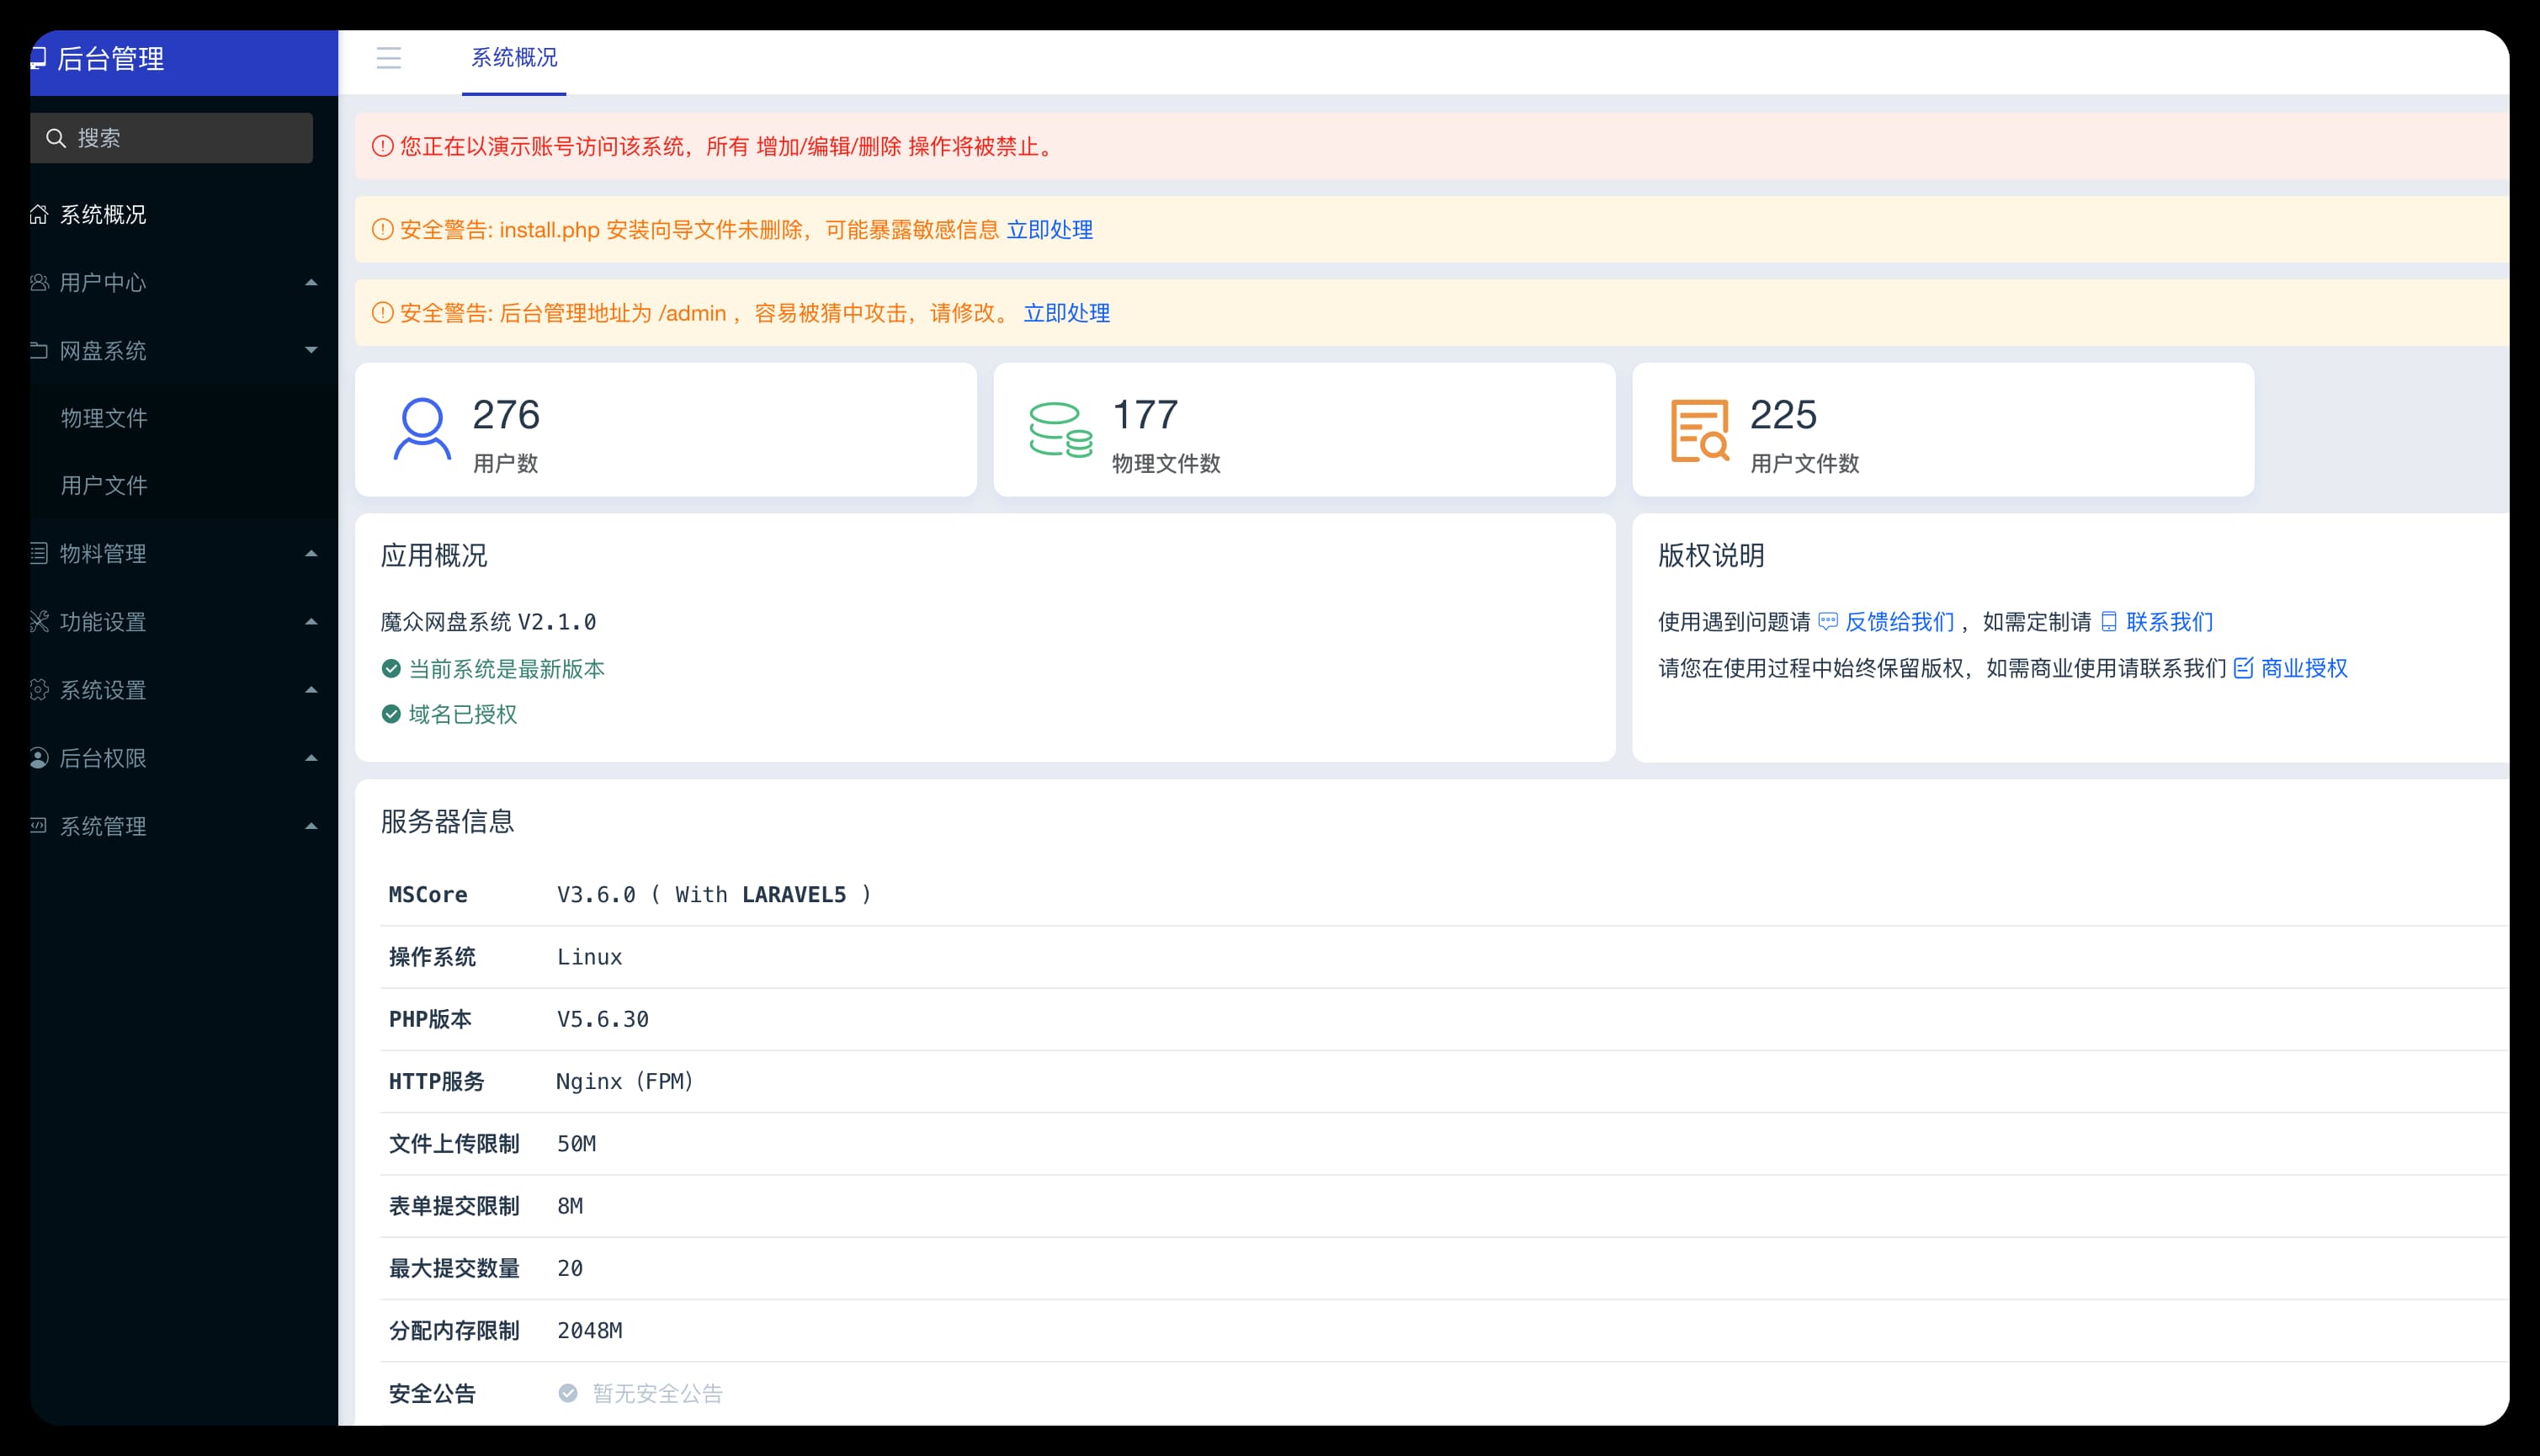 后台管理
搜索
系统概况
用户中心
网盘系统
物理文件
用户文件
物料管理
功能设置
系统设置
后台权限
系统管理
系统概况
您正在以演示账号访问该系统，所有 增加/编辑/删除 操作将被禁止。
安全警告: install.php 安装向导文件未删除，可能暴露敏感信息 立即处理
安全警告: 后台管理地址为 /admin ，容易被猜中攻击，请修改。 立即处理
276
用户数
177
物理文件数
225
用户文件数
应用概况
魔众网盘系统 V2.1.0
当前系统是最新版本
域名已授权
版权说明
使用遇到问题请 反馈给我们 ，如需定制请 联系我们
请您在使用过程中始终保留版权，如需商业使用请联系我们 商业授权
服务器信息
MSCore V3.6.0 ( With LARAVEL5 )
操作系统 Linux
PHP版本 V5.6.30
HTTP服务 Nginx（FPM）
文件上传限制 50M
表单提交限制 8M
最大提交数量 20
分配内存限制 2048M
安全公告 暂无安全公告